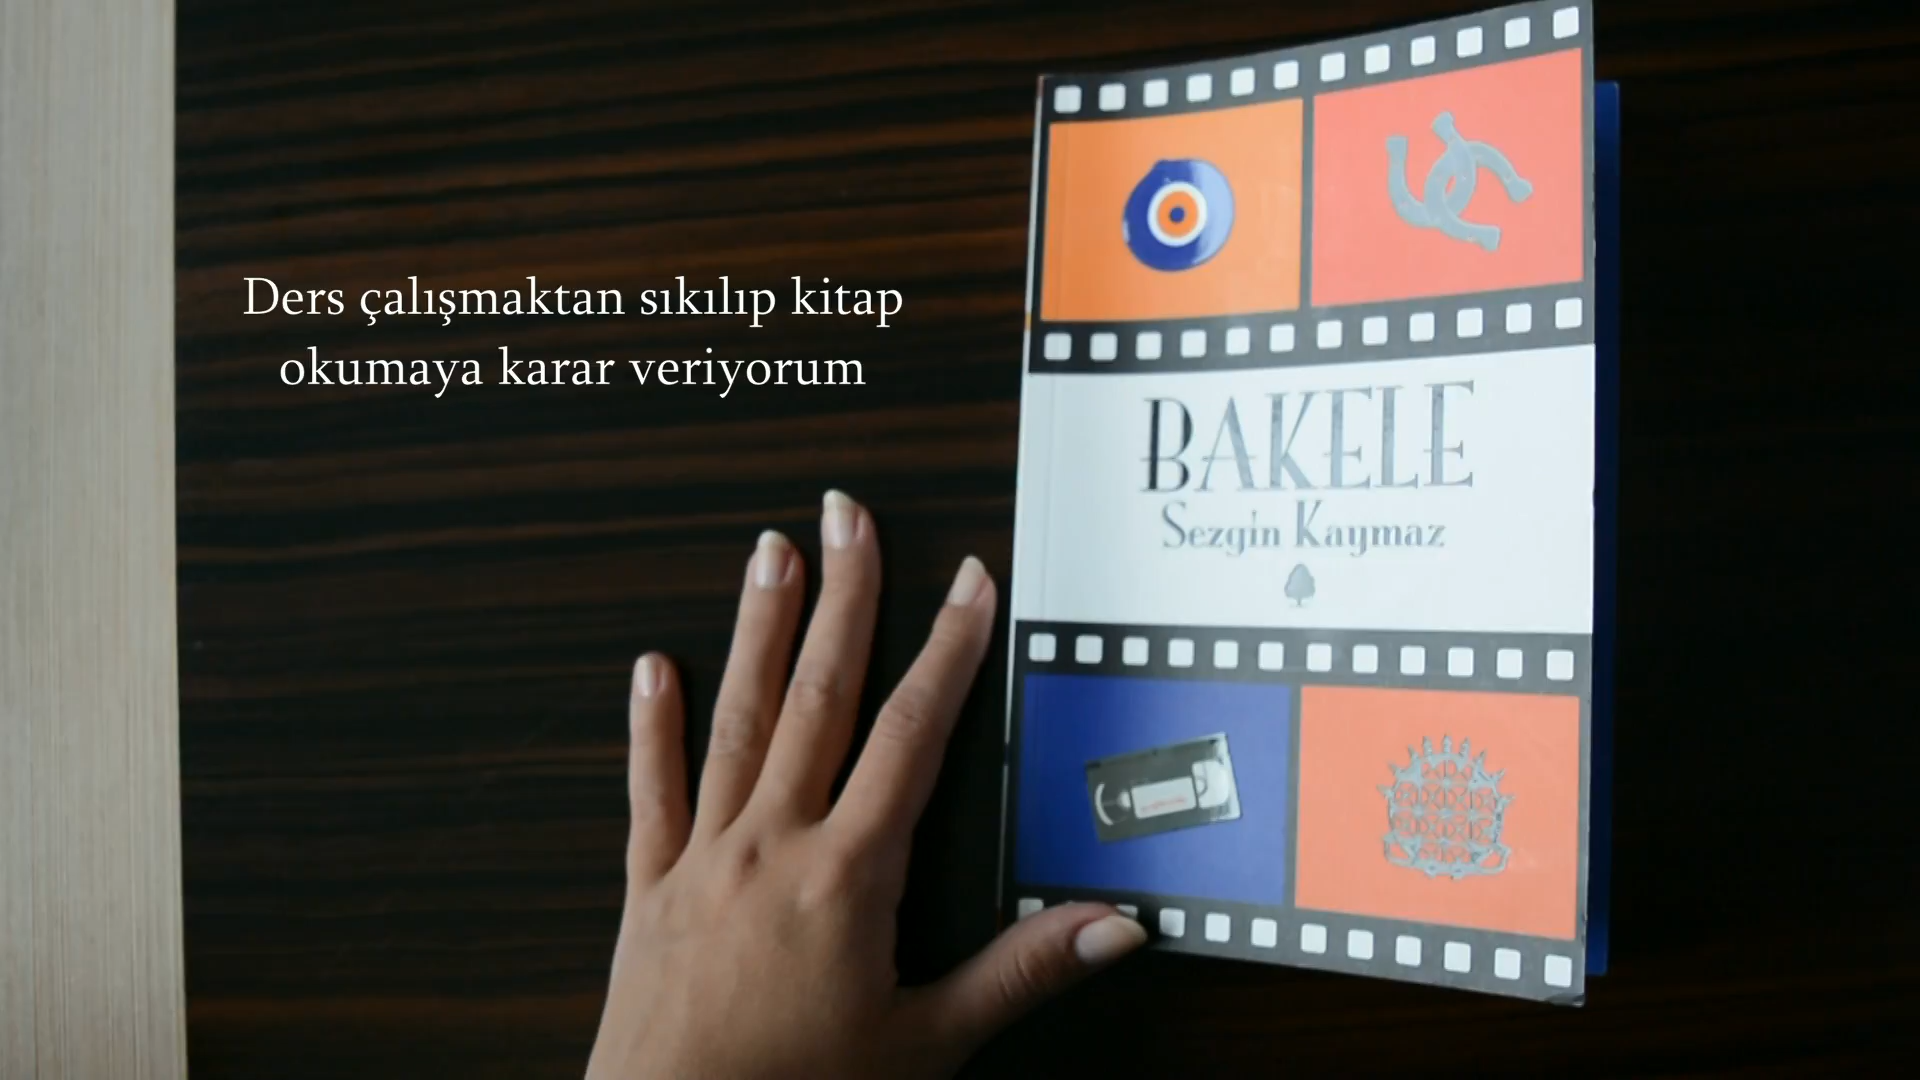 Ders çalışmaktan sıkılıp kitap
okumaya karar veriyorum
BAKELE
Sezgin Kaymaz